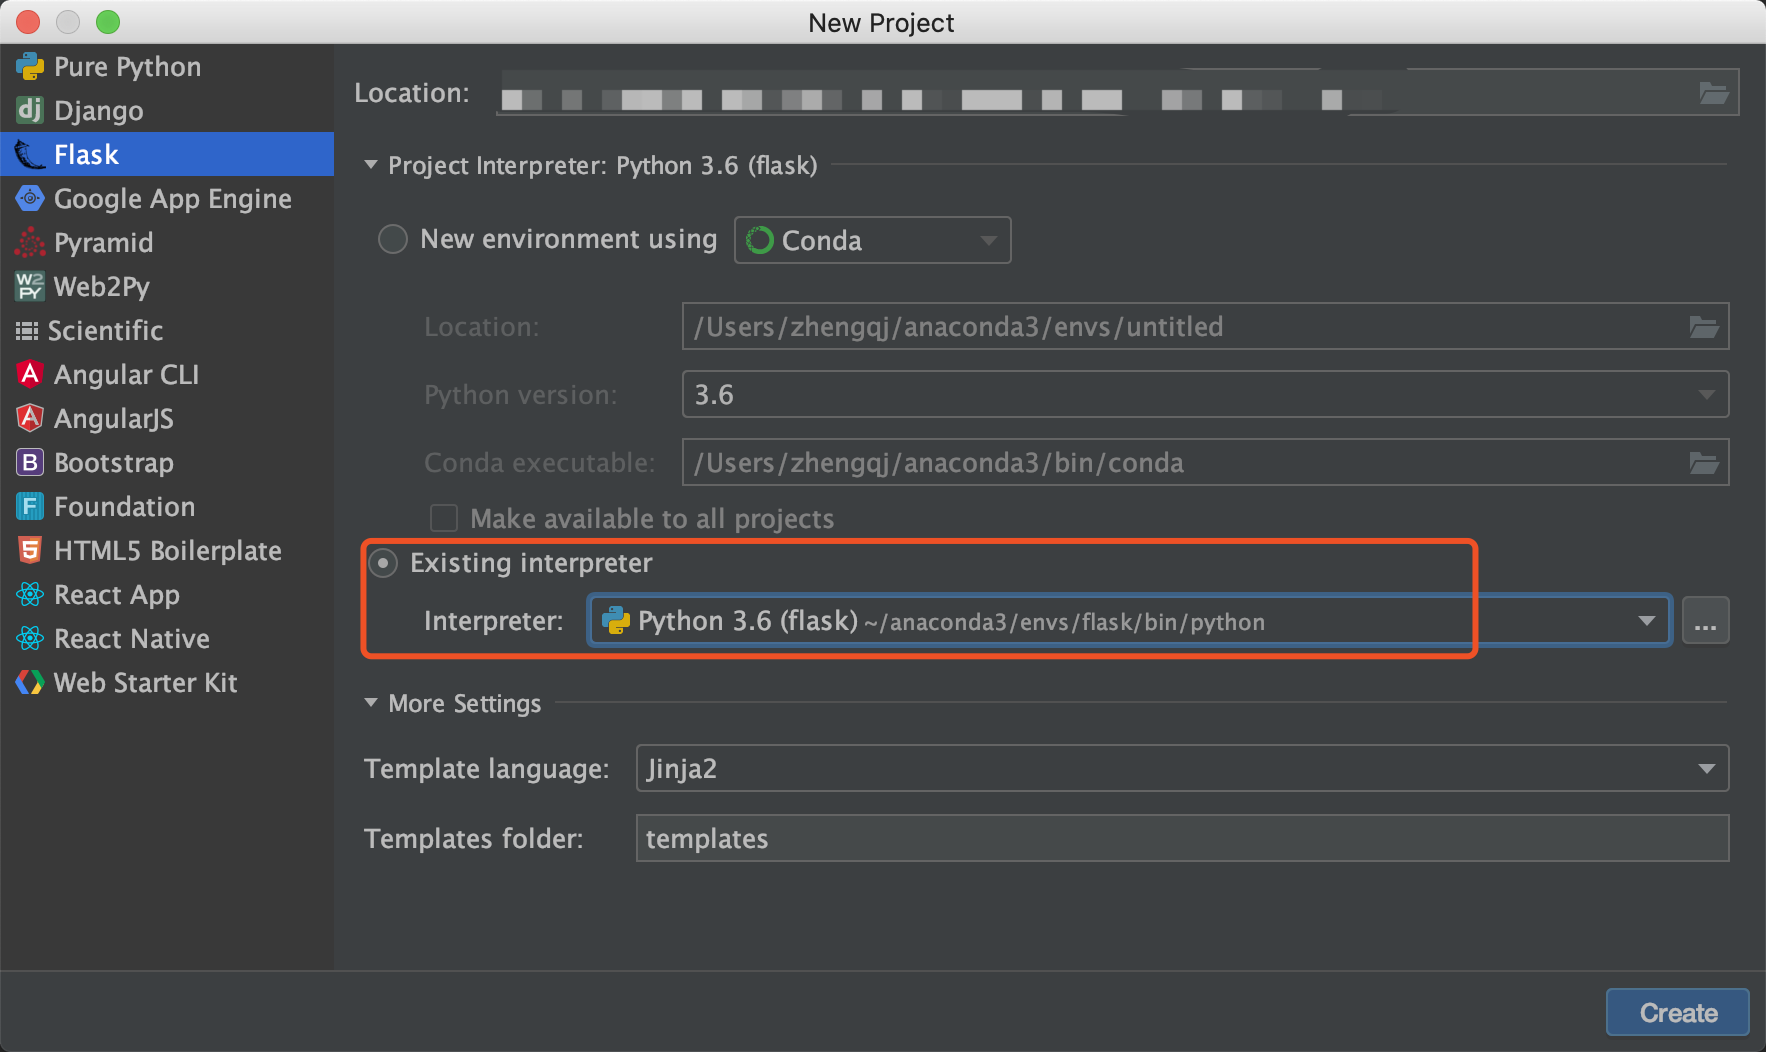 New Project
Pure Python
dj Django
Flask
Google App Engine
Pyramid
W2 PY Web2Py
Scientific
A Angular CLI
A AngularJS
B Bootstrap
F Foundation
5 HTML5 Boilerplate
React App
React Native
Web Starter Kit
Location:
Project Interpreter: Python 3.6 (flask)
New environment using Conda
Location: /Users/zhengqj/anaconda3/envs/untitled
Python version: 3.6
Conda executable: /Users/zhengqj/anaconda3/bin/conda
Make available to all projects
Existing interpreter
Interpreter: Python 3.6 (flask) ~/anaconda3/envs/flask/bin/python ...
More Settings
Template language: Jinja2
Templates folder: templates
Create